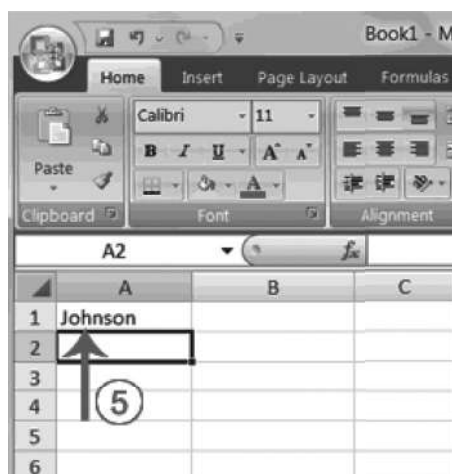 Book1 - M
Home Insert Page Layout Formulas
Calibri 11
B I U A A
Paste A
Clipboard Font Alignment
A2 fx
A B C
1 Johnson
2
3
4 5
5
6